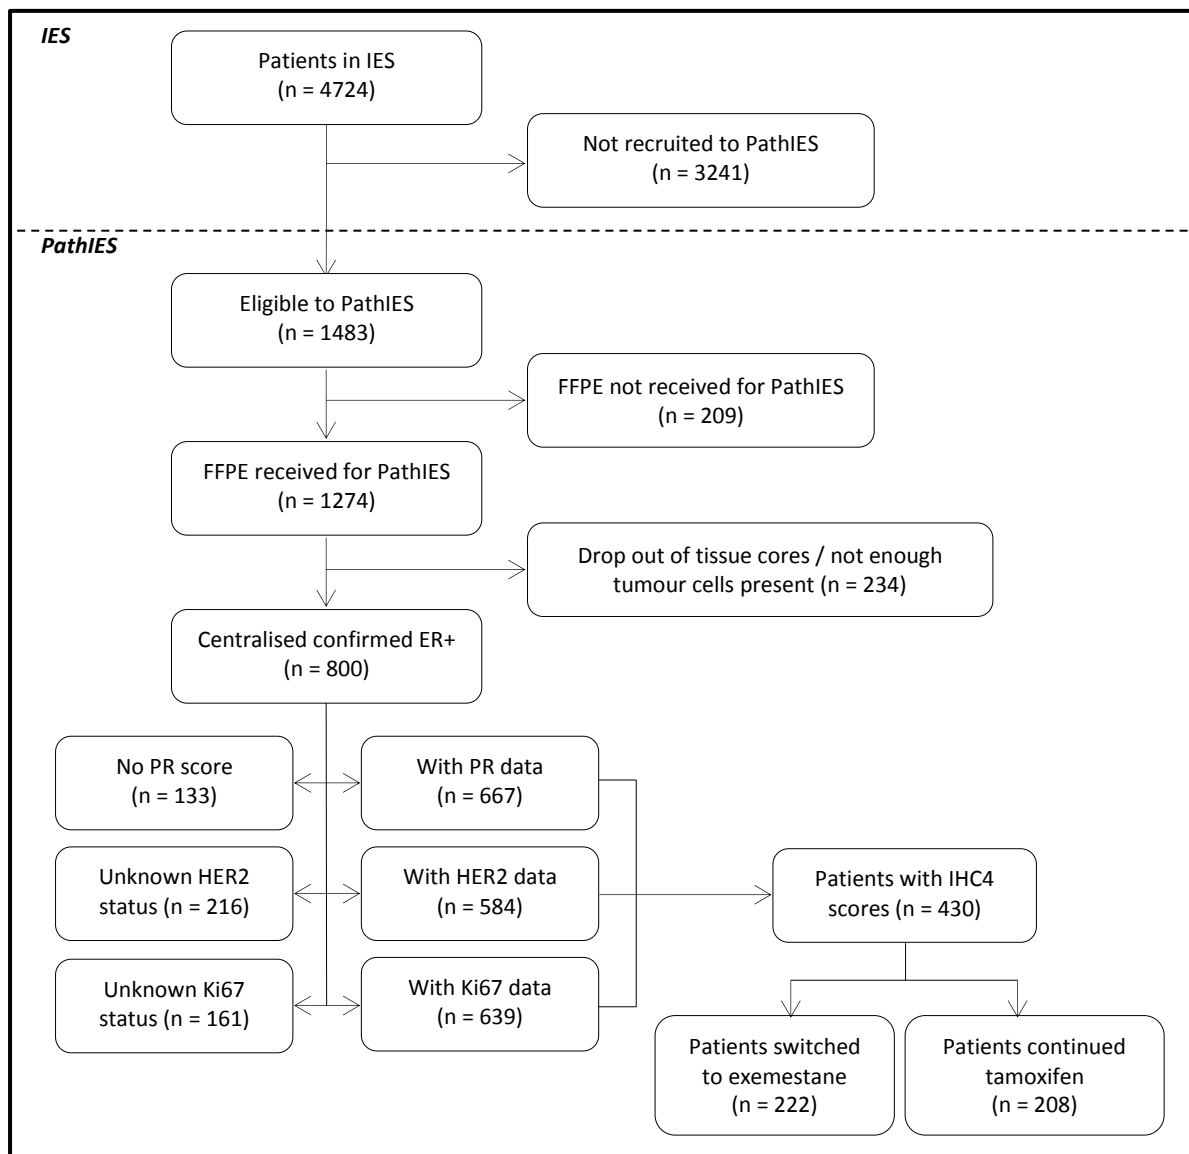 IES
Patients in IES
(n = 4724)
Not recruited to PathIES
(n = 3241)
PathIES
Eligible to PathIES
(n = 1483)
FFPE not received for PathIES
(n = 209)
FFPE received for PathIES
(n = 1274)
Drop out of tissue cores / not enough
tumour cells present (n = 234)
Centralised confirmed ER+
(n = 800)
No PR score
(n = 133)
With PR data
(n = 667)
Unknown HER2
status (n = 216)
With HER2 data
(n = 584)
Unknown Ki67
status (n = 161)
With Ki67 data
(n = 639)
Patients with IHC4
scores (n = 430)
Patients switched
to exemestane
(n = 222)
Patients continued
tamoxifen
(n = 208)